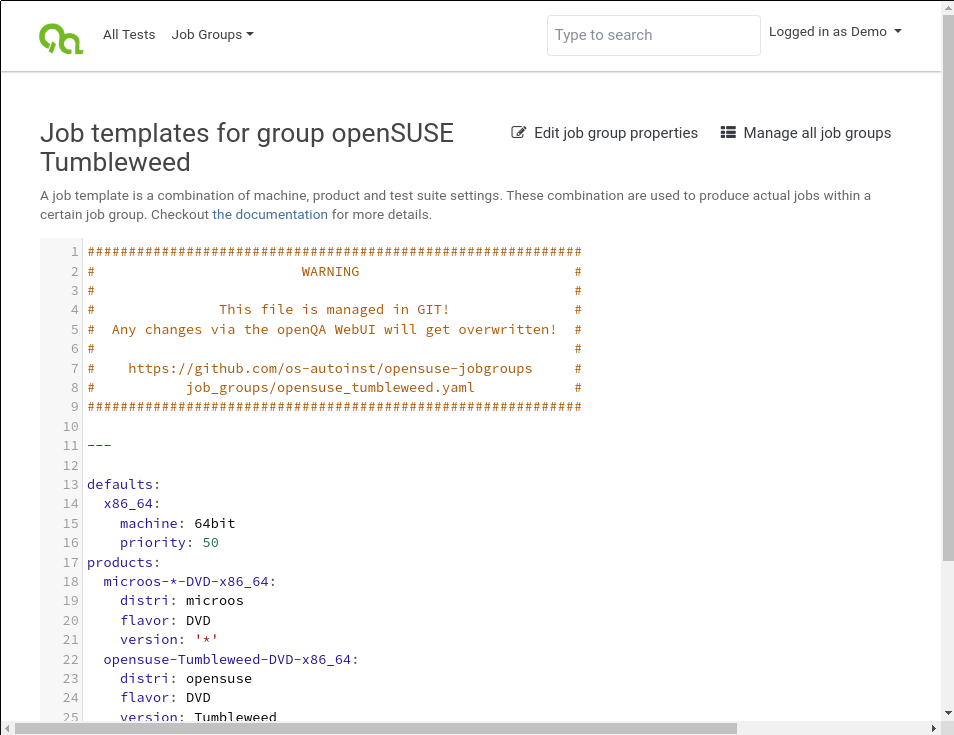 All Tests Job Groups Type to search Logged in as Demo
Job templates for group openSUSE
Tumbleweed
Edit job group properties Manage all job groups
A job template is a combination of machine, product and test suite settings. These combination are used to produce actual jobs within a
certain job group. Checkout the documentation for more details.
1 ############################################################
2 #                         WARNING                          #
3 #                                                          #
4 #               This file is managed in GIT!               #
5 #  Any changes via the openQA WebUI will get overwritten!  #
6 #                                                          #
7 #    https://github.com/os-autoinst/opensuse-jobgroups     #
8 #           job_groups/opensuse_tumbleweed.yaml            #
9 ############################################################
10
11 ---
12
13 defaults:
14   x86_64:
15     machine: 64bit
16     priority: 50
17 products:
18   microos-*-DVD-x86_64:
19     distri: microos
20     flavor: DVD
21     version: '*'
22   opensuse-Tumbleweed-DVD-x86_64:
23     distri: opensuse
24     flavor: DVD
25     version: Tumbleweed